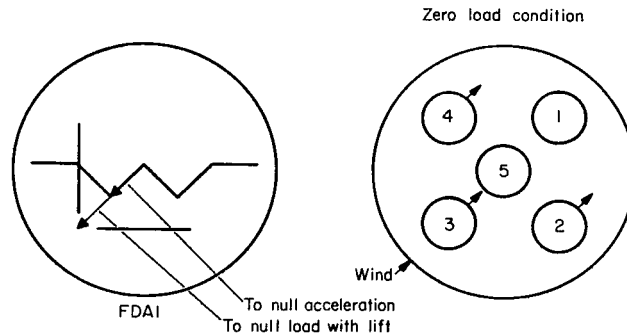 Zero load condition
4
1
5
3
2
Wind
To null acceleration
FDAI
To null load with lift